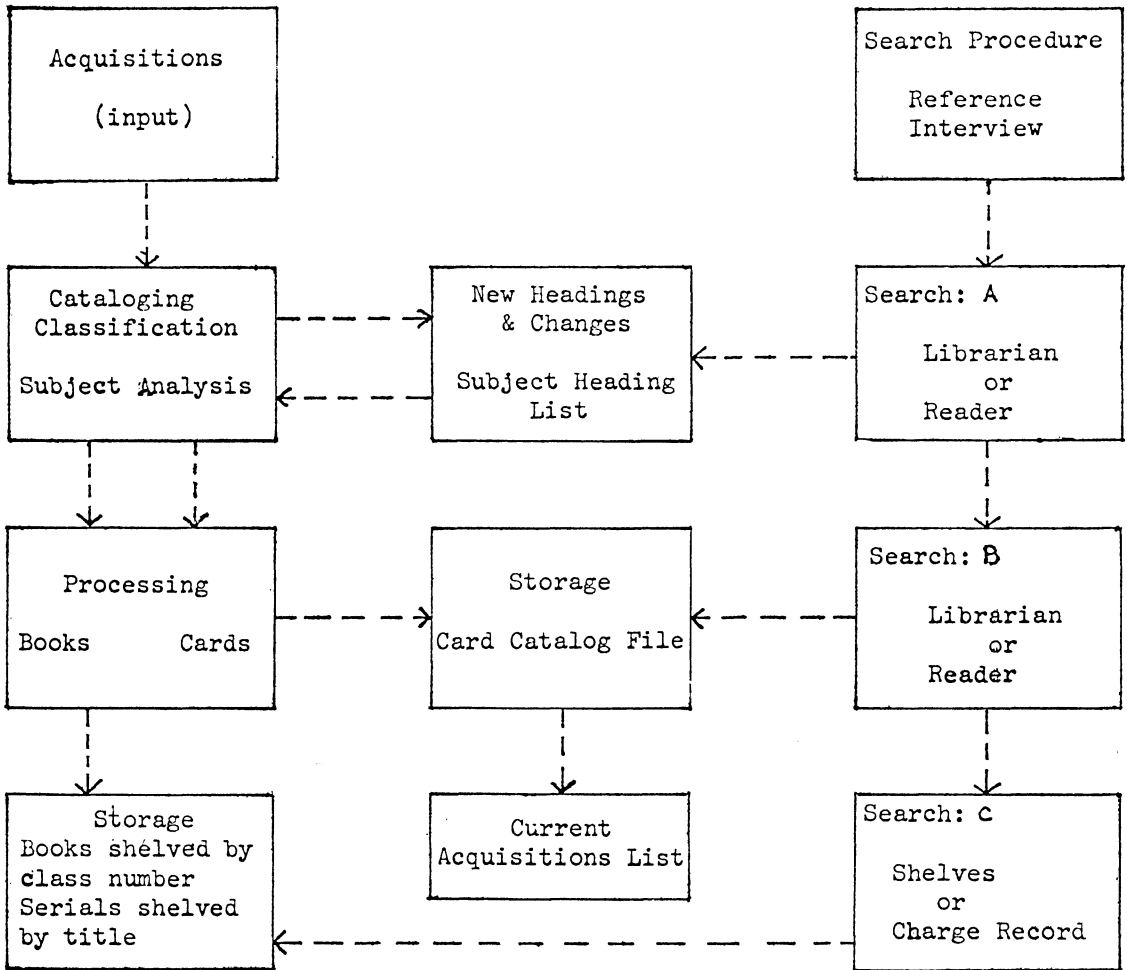 Acquisitions
(input)
Search Procedure
Reference
Interview
Cataloging
Classification
Subject Analysis
New Headings
& Changes
Subject Heading
List
Search: A
Librarian
or
Reader
Processing
Books Cards
Storage
Card Catalog File
Search: B
Librarian
or
Reader
Storage
Books shelved by
class number
Serials shelved
by title
Current
Acquisitions List
Search: C
Shelves
or
Charge Record